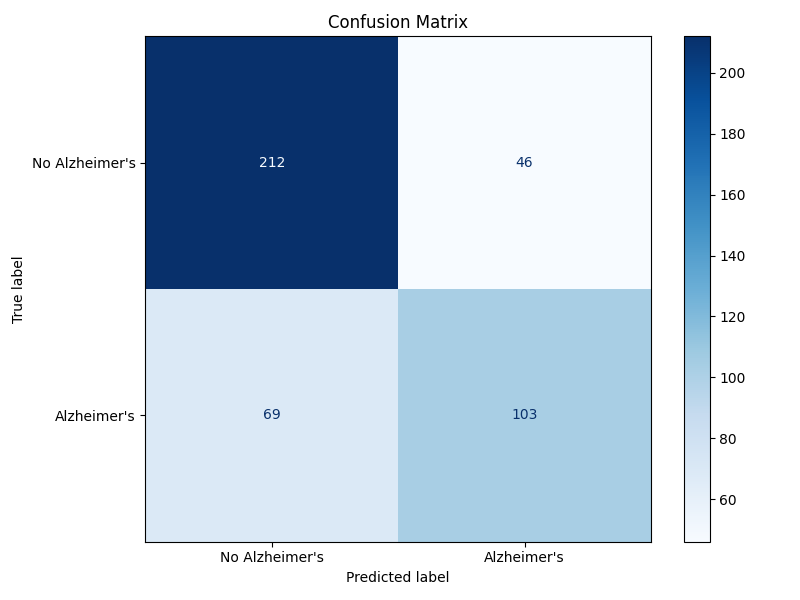 Confusion Matrix
True label
No Alzheimer's
212
46
Alzheimer's
69
103
No Alzheimer's
Alzheimer's
Predicted label
200
180
160
140
120
100
80
60